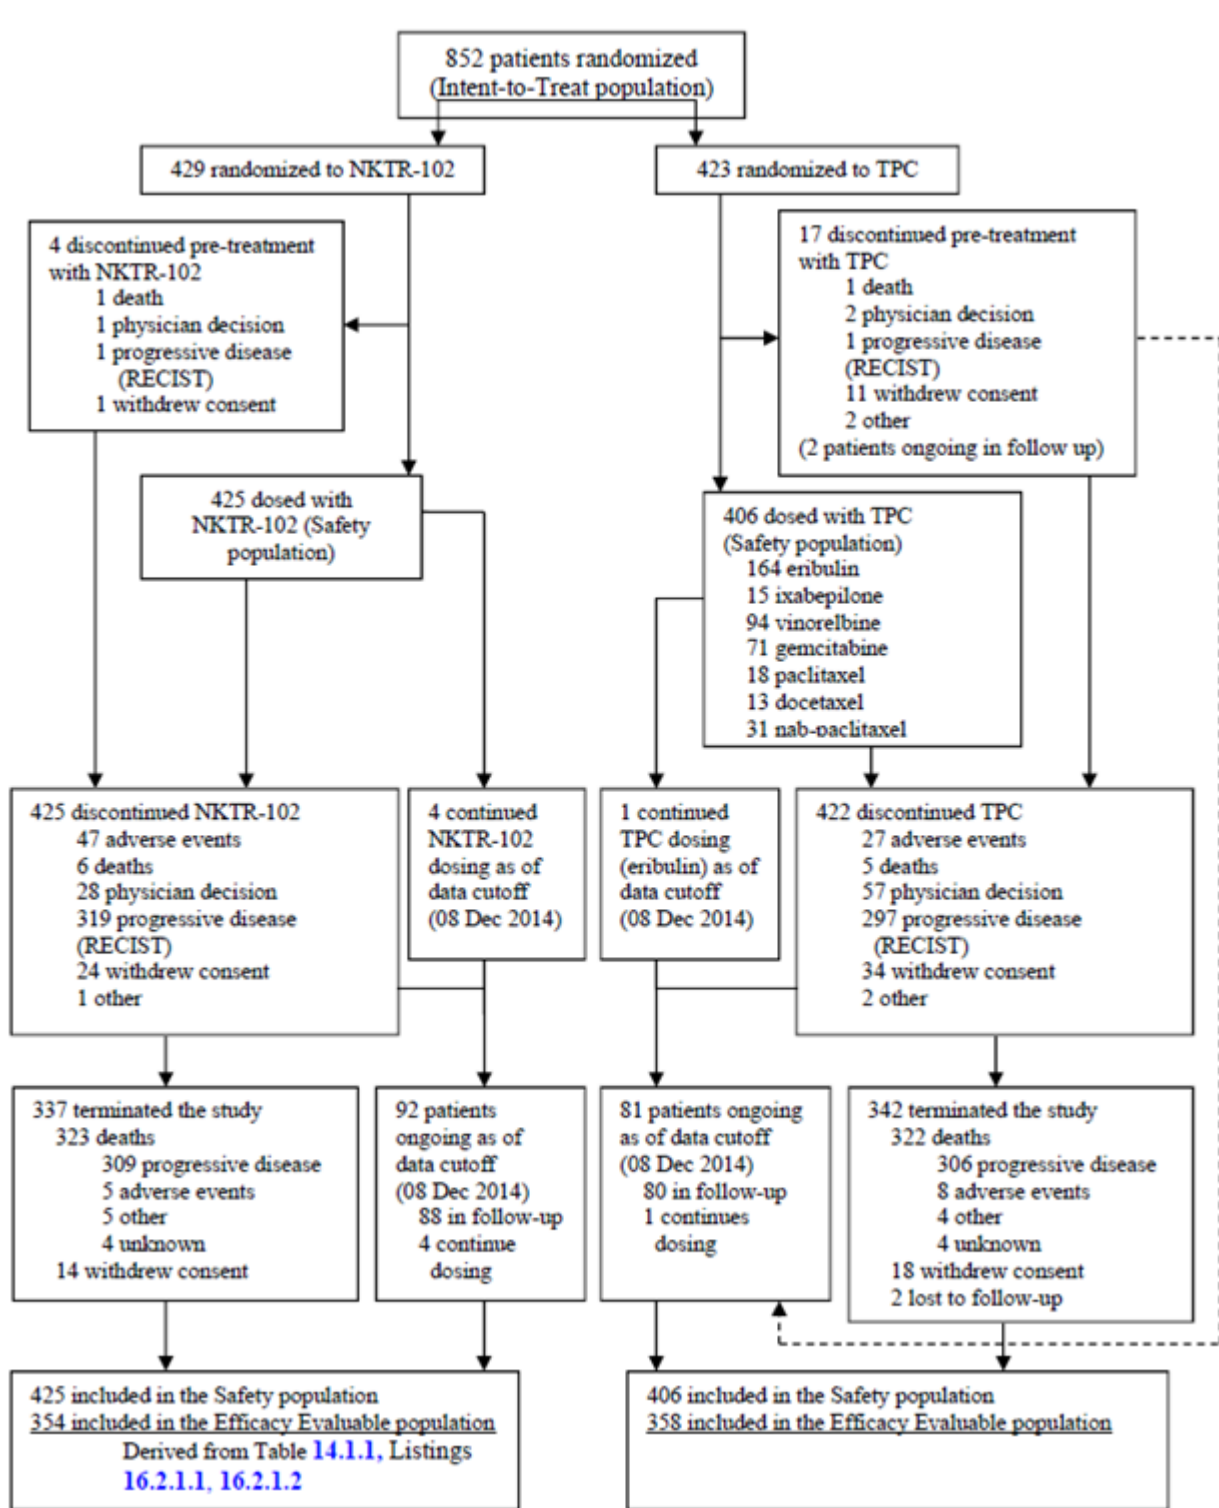 852 patients randomized
(Intent-to-Treat population)
429 randomized to NKTR-102
423 randomized to TPC
4 discontinued pre-treatment
with NKTR-102
1 death
1 physician decision
1 progressive disease
(RECIST)
1 withdrew consent
17 discontinued pre-treatment
with TPC
1 death
2 physician decision
1 progressive disease
(RECIST)
11 withdrew consent
2 other
(2 patients ongoing in follow up)
425 dosed with
NKTR-102 (Safety
population)
406 dosed with TPC
(Safety population)
164 eribulin
15 ixabepilone
94 vinorelbine
71 gemcitabine
18 paclitaxel
13 docetaxel
31 nab-paclitaxel
425 discontinued NKTR-102
47 adverse events
6 deaths
28 physician decision
319 progressive disease
(RECIST)
24 withdrew consent
1 other
4 continued
NKTR-102
dosing as of
data cutoff
(08 Dec 2014)
1 continued
TPC dosing
(eribulin) as of
data cutoff
(08 Dec 2014)
422 discontinued TPC
27 adverse events
5 deaths
57 physician decision
297 progressive disease
(RECIST)
34 withdrew consent
2 other
337 terminated the study
323 deaths
309 progressive disease
5 adverse events
5 other
4 unknown
14 withdrew consent
92 patients
ongoing as of
data cutoff
(08 Dec 2014)
88 in follow-up
4 continue
dosing
81 patients ongoing
as of data cutoff
(08 Dec 2014)
80 in follow-up
1 continues
dosing
342 terminated the study
322 deaths
306 progressive disease
8 adverse events
4 other
4 unknown
18 withdrew consent
2 lost to follow-up
425 included in the Safety population
354 included in the Efficacy Evaluable population
Derived from Table 14.1.1, Listings
16.2.1.1, 16.2.1.2
406 included in the Safety population
358 included in the Efficacy Evaluable population